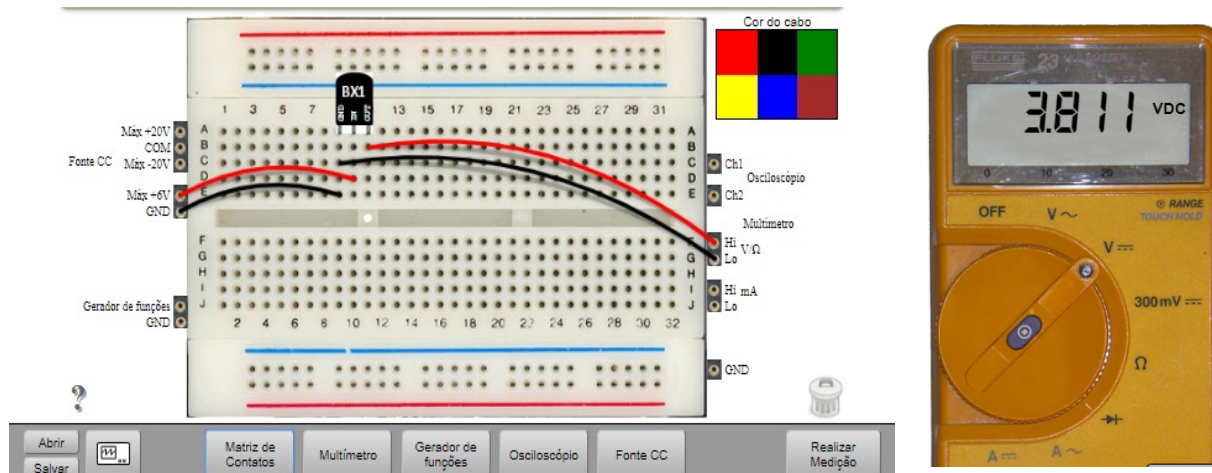 Cor do cabo
BX1
GND IN OUT
1 3 5 7 13 15 17 19 21 23 25 27 29 31
A A
B B
C C
D D
E E
Máx +20V
COM
Fonte CC Máx -20V
Máx +6V
GND
Ch1
Osciloscópio
Ch2
Multímetro
Hi V/Ω
Lo
Hi mA
Lo
F
G G
H H
I I
J J
Gerador de funções
GND
2 4 6 8 10 12 14 16 18 20 22 24 26 28 30 32
GND
?
Abrir
Salvar
Matriz de
Contatos
Multímetro
Gerador de
funções
Osciloscópio
Fonte CC
Realizar
Medição
FLUKE 23 MULTIMETER
3.811 VDC
0 10 20 30
OFF V~ RANGE
TOUCH HOLD
V
300 mV
Ω
A A~